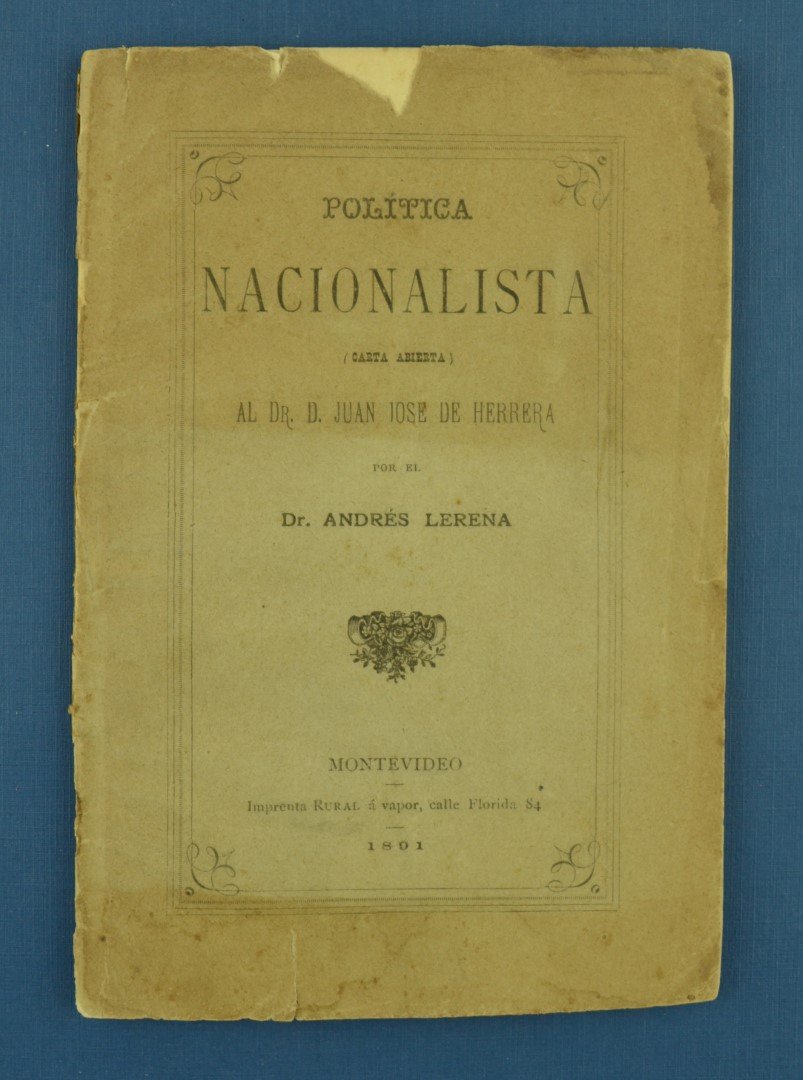 POLÍTICA
NACIONALISTA
(CARTA ABIERTA)
AL DR. D. JUAN JOSE DE HERRERA
POR EL
Dr. ANDRÉS LERENA
MONTEVIDEO
Imprenta RURAL á vapor, calle Florida 84
1891